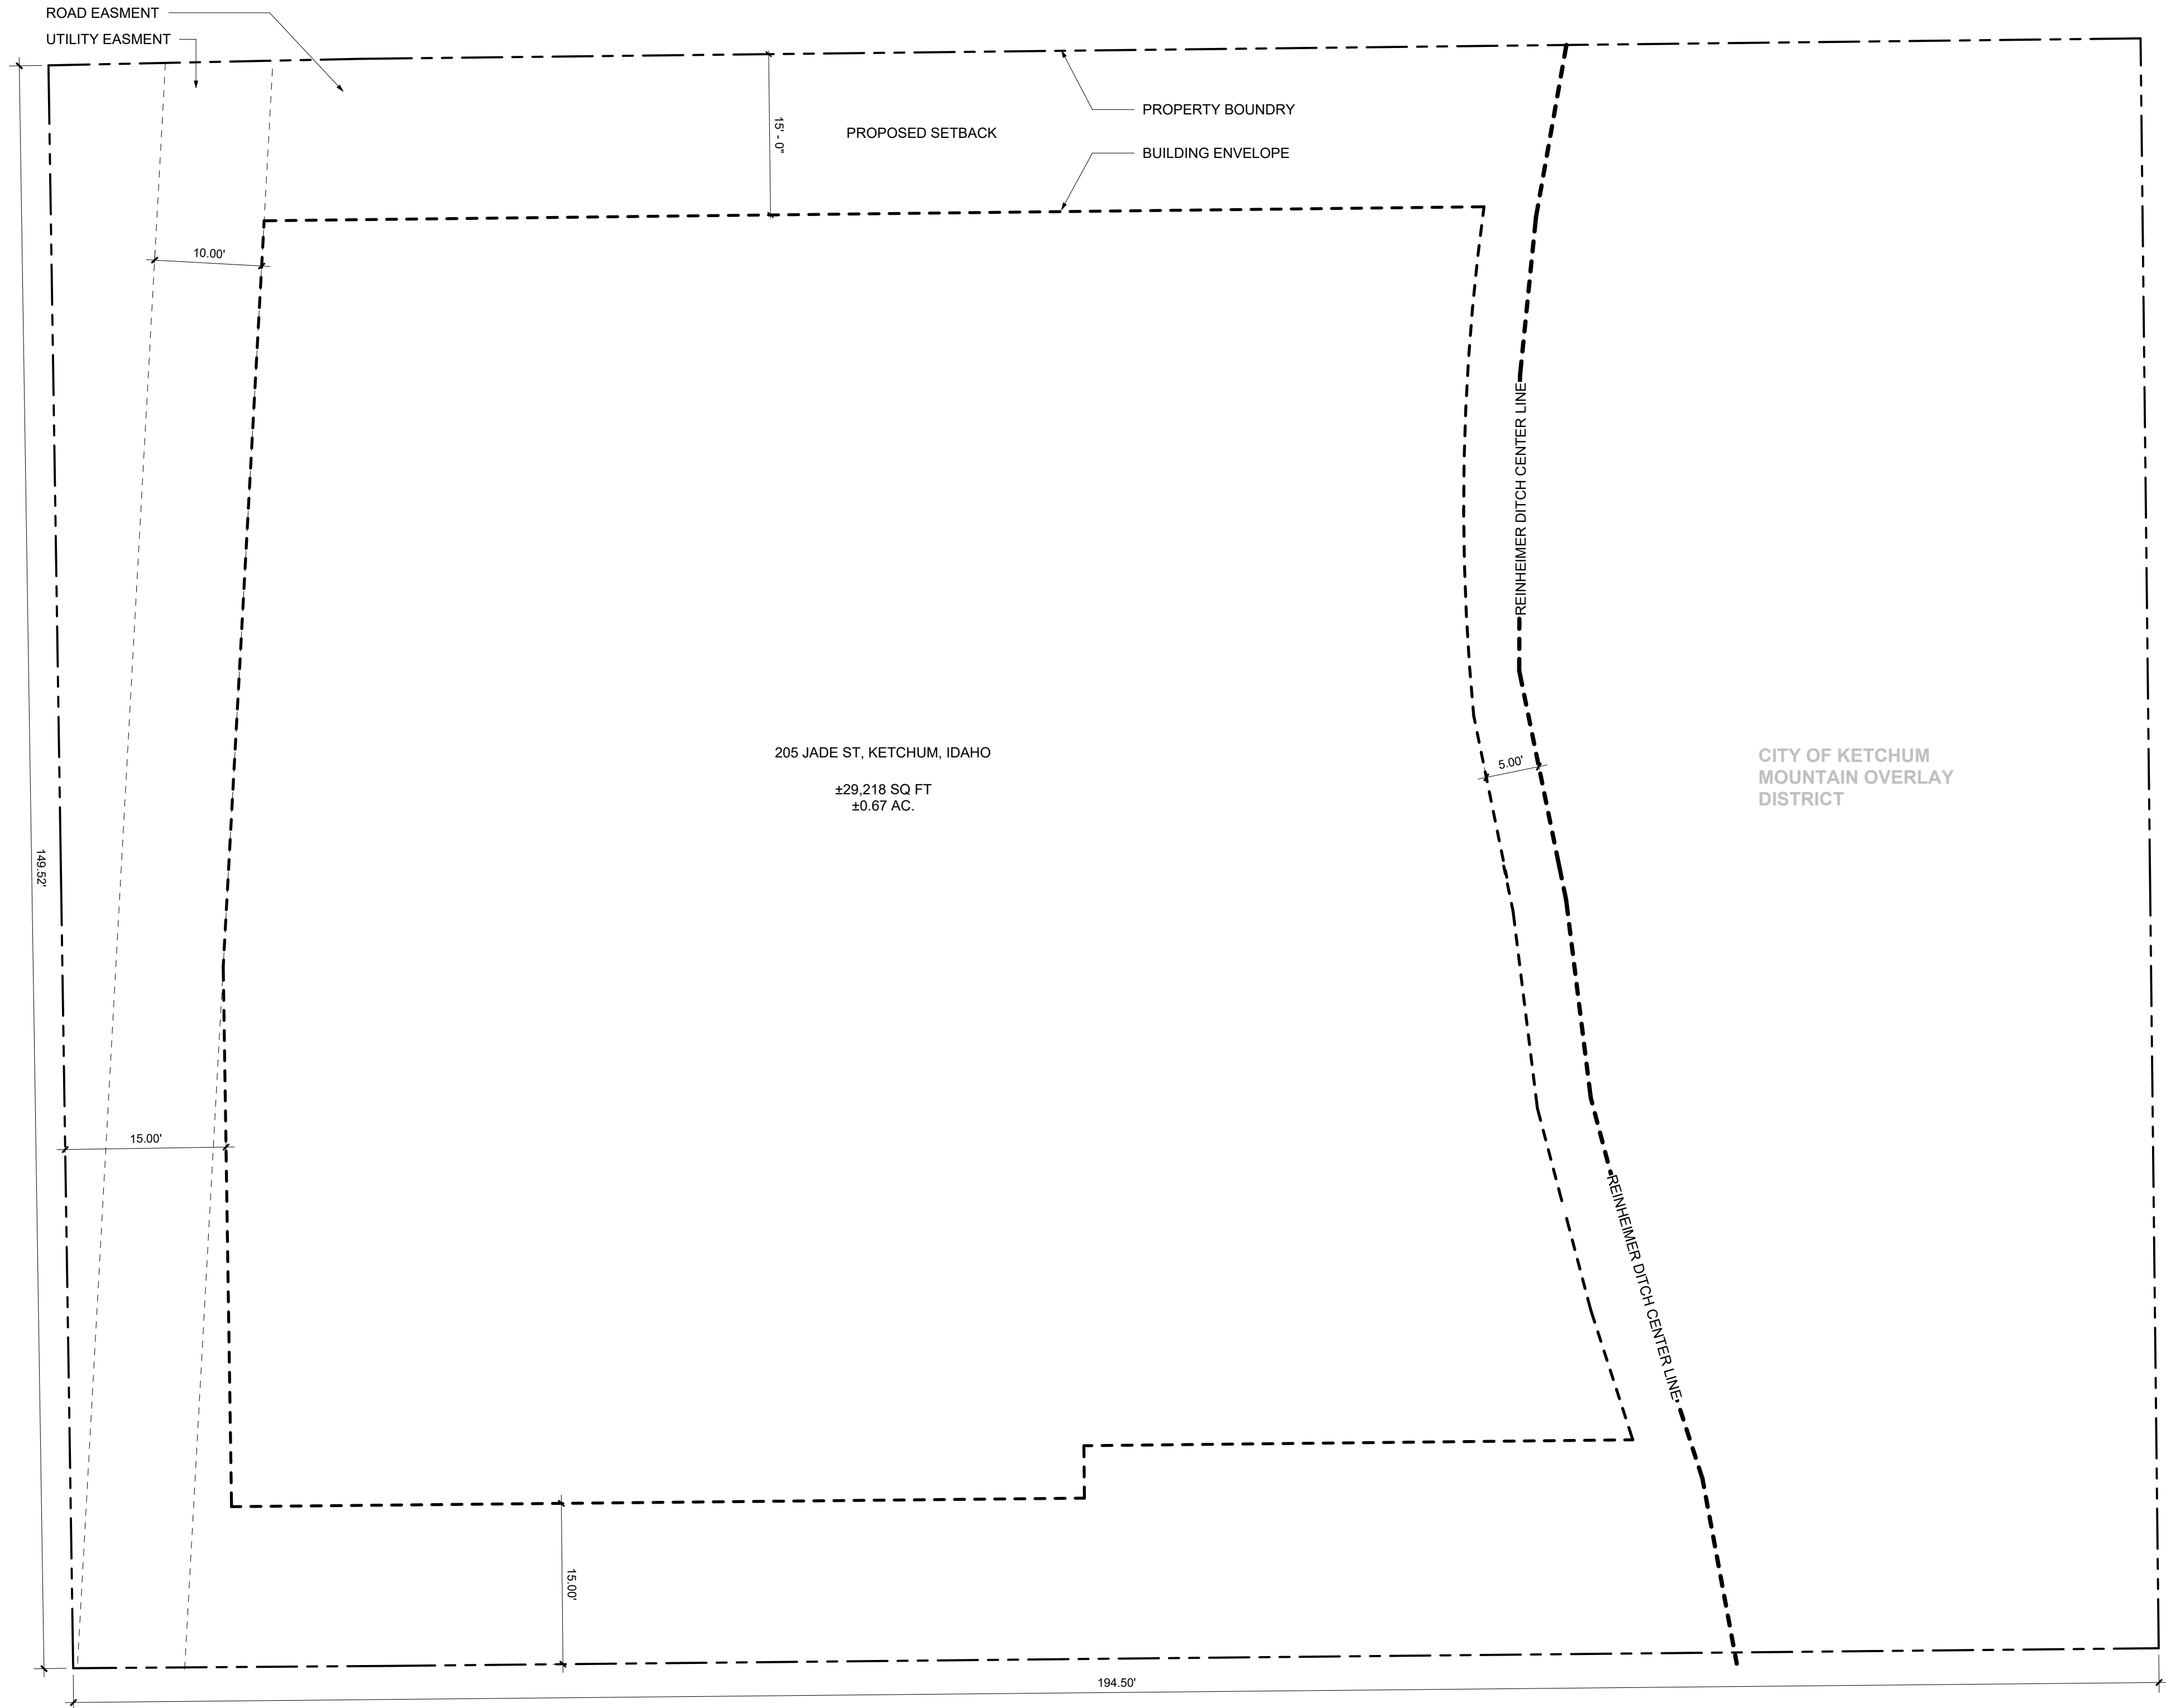 ROAD EASMENT
UTILITY EASMENT
PROPERTY BOUNDRY
15' - 0"
PROPOSED SETBACK
BUILDING ENVELOPE
10.00'
REINHEIMER DITCH CENTER LINE
205 JADE ST, KETCHUM, IDAHO
±29,218 SQ FT
±0.67 AC.
5.00'
CITY OF KETCHUM
MOUNTAIN OVERLAY
DISTRICT
149.52'
15.00'
REINHEIMER DITCH CENTER LINE
15.00'
194.50'